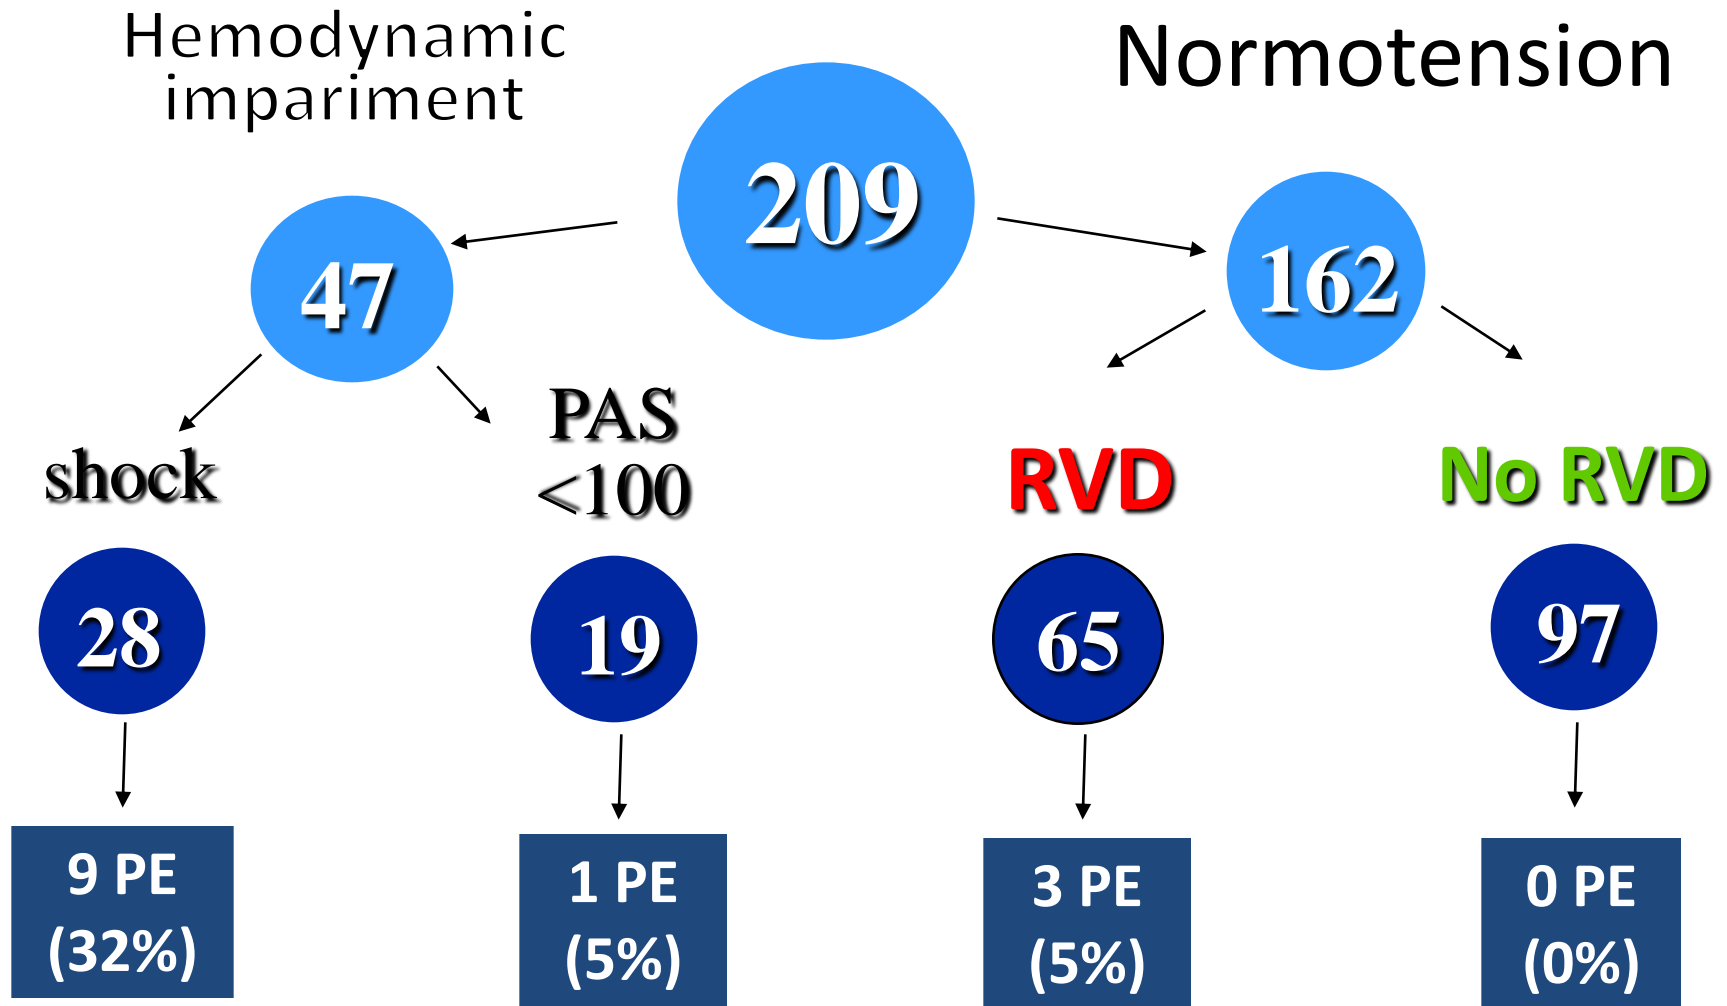 Hemodynamic
impariment
Normotension
209
47
162
shock
PAS
<100
RVD
No RVD
28
19
65
97
9 PE
(32%)
1 PE
(5%)
3 PE
(5%)
0 PE
(0%)